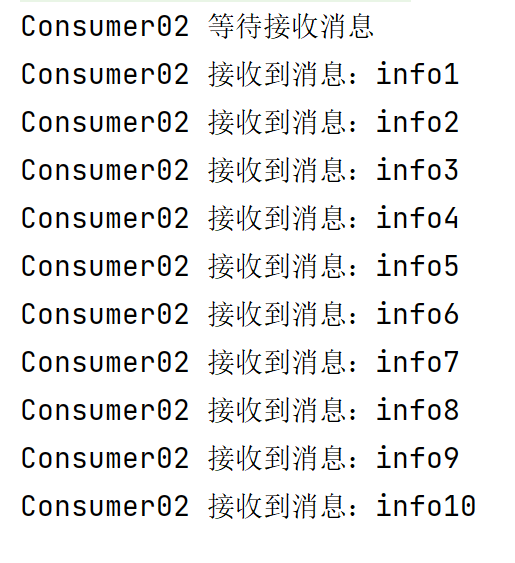 Consumer02 等待接收消息
Consumer02 接收到消息：info1
Consumer02 接收到消息：info2
Consumer02 接收到消息：info3
Consumer02 接收到消息：info4
Consumer02 接收到消息：info5
Consumer02 接收到消息：info6
Consumer02 接收到消息：info7
Consumer02 接收到消息：info8
Consumer02 接收到消息：info9
Consumer02 接收到消息：info10